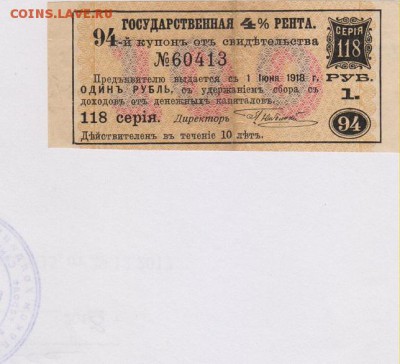 COINS.LAVE.RU
ГОСУДАРСТВЕННАЯ 4% РЕНТА.
94-й купонъ отъ свидѣтельства
№60413
Предъявителю выдается съ 1 Іюня 1918 г.
ОДИНЪ РУБЛЬ, съ удержаніемъ сбора съ
доходовъ отъ денежныхъ капиталовъ.
118 серія. Директоръ
Дѣйствителенъ въ теченіе 10 лѣтъ.
СЕРІЯ
118
РУБ.
1.
94